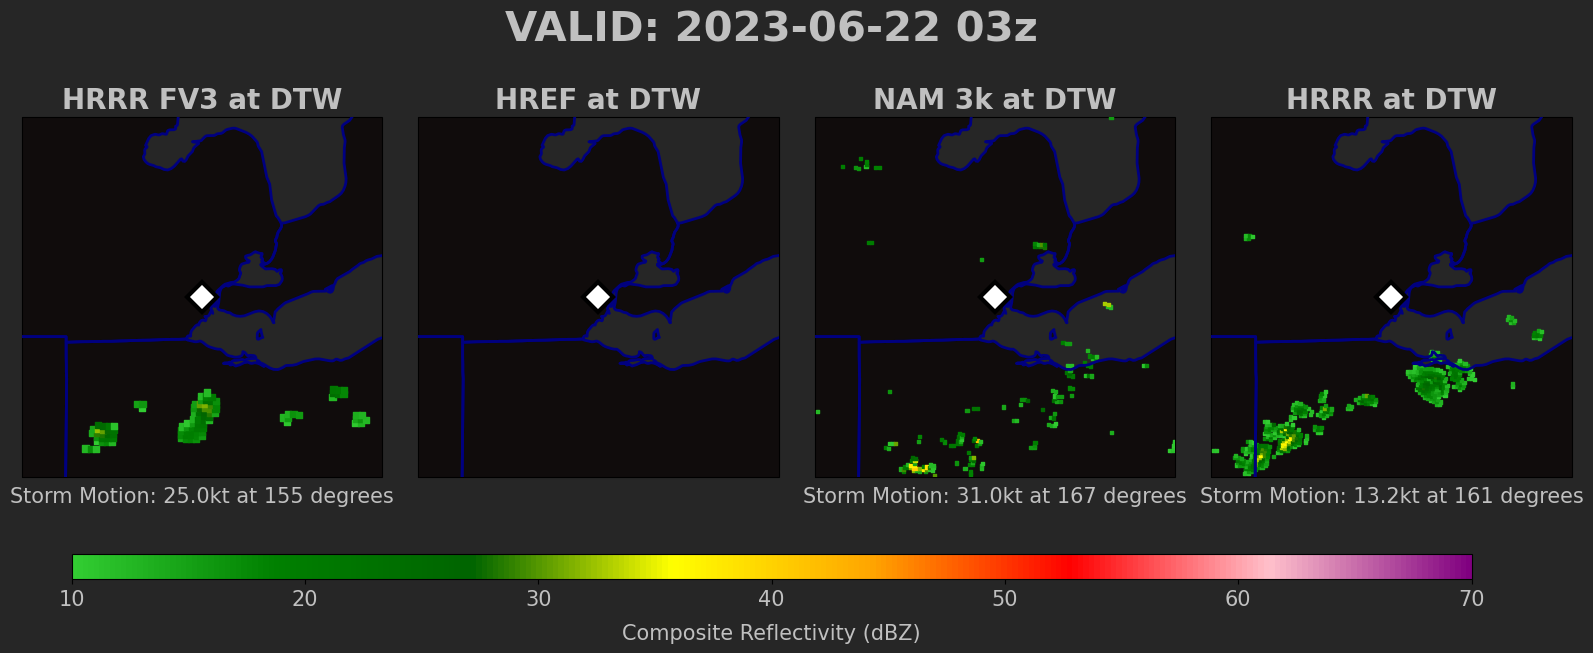 VALID: 2023-06-22 03z
HRRR FV3 at DTW
HREF at DTW
NAM 3k at DTW
HRRR at DTW
Storm Motion: 25.0kt at 155 degrees
Storm Motion: 31.0kt at 167 degrees
Storm Motion: 13.2kt at 161 degrees
10 20 30 40 50 60 70
Composite Reflectivity (dBZ)